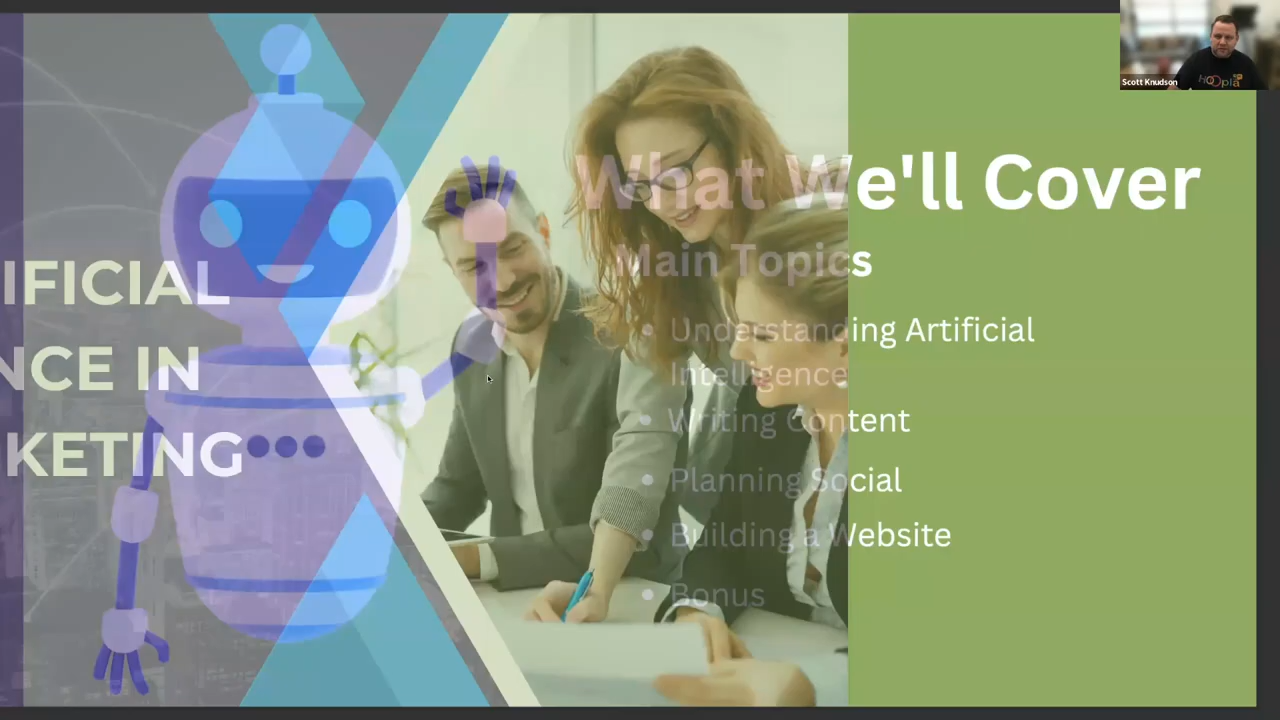 IFICIAL
NCE IN
KETING
What We'll Cover
Main Topics
• Understanding Artificial
Intelligence
• Writing Content
• Planning Social
• Building a Website
• Bonus
Scott Knudson
HOOpla